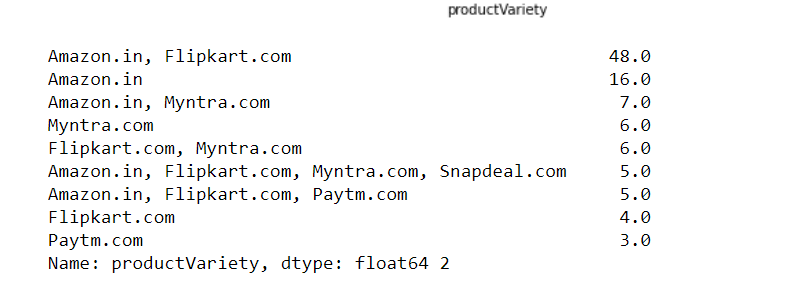 productVariety
Amazon.in, Flipkart.com 48.0
Amazon.in 16.0
Amazon.in, Myntra.com 7.0
Myntra.com 6.0
Flipkart.com, Myntra.com 6.0
Amazon.in, Flipkart.com, Myntra.com, Snapdeal.com 5.0
Amazon.in, Flipkart.com, Paytm.com 5.0
Flipkart.com 4.0
Paytm.com 3.0
Name: productVariety, dtype: float64 2